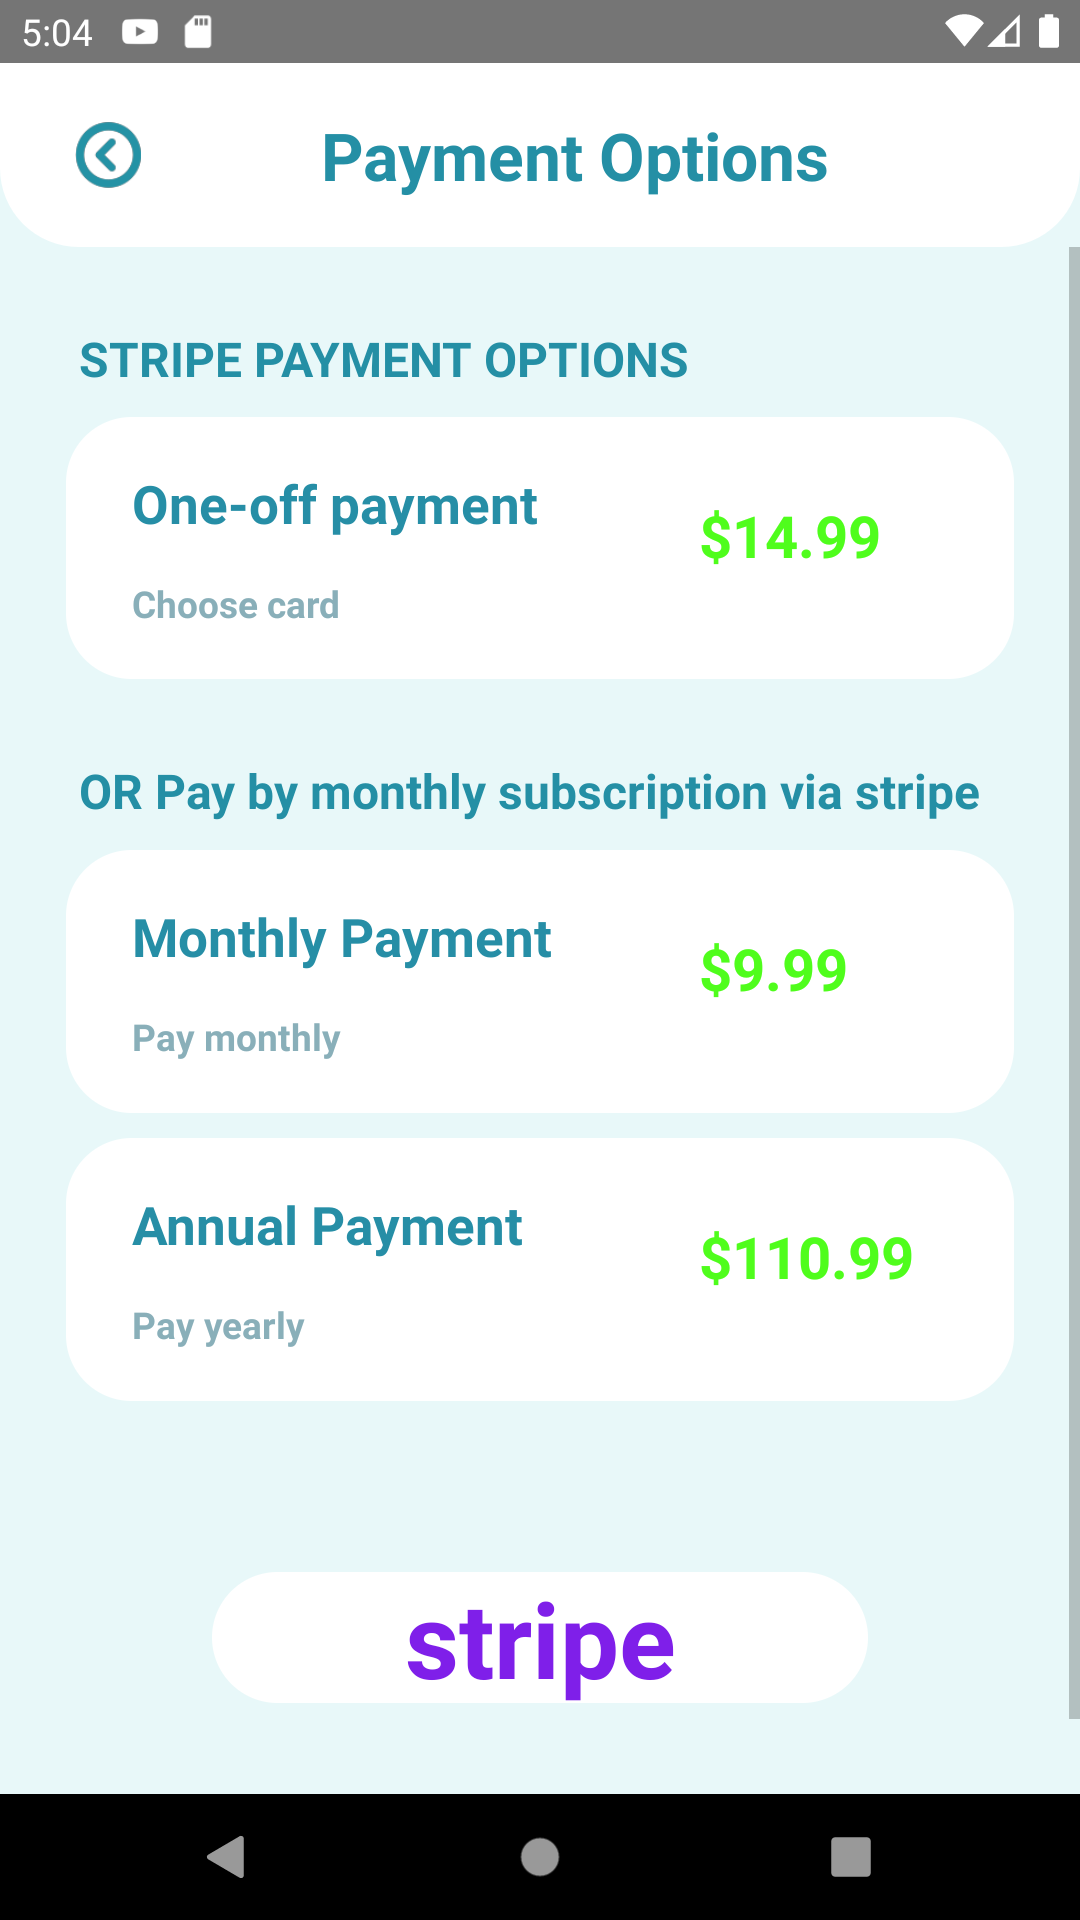 5:04
Payment Options
STRIPE PAYMENT OPTIONS
One-off payment
$14.99
Choose card
OR Pay by monthly subscription via stripe
Monthly Payment
$9.99
Pay monthly
Annual Payment
$110.99
Pay yearly
stripe